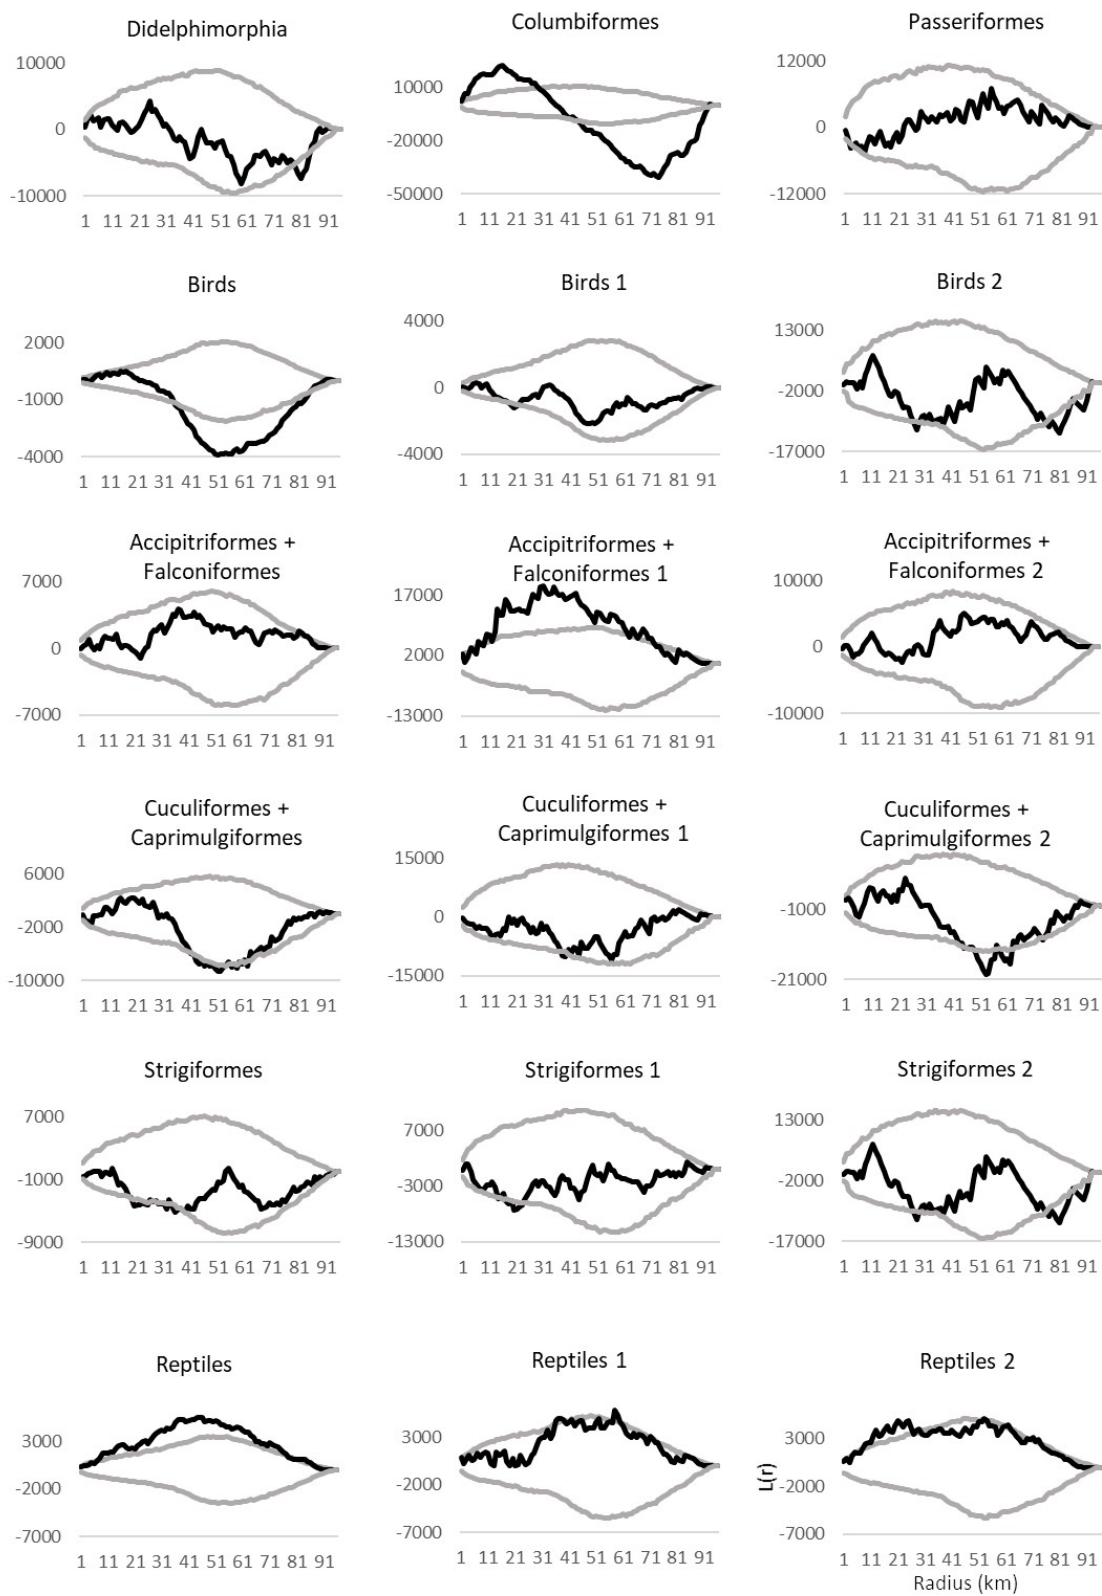 Didelphimorphia
10000
0
-10000
1 11 21 31 41 51 61 71 81 91
Columbiformes
10000
-20000
-50000
1 11 21 31 41 51 61 71 81 91
Passeriformes
12000
0
-12000
1 11 21 31 41 51 61 71 81 91
Birds
2000
-1000
-4000
1 11 21 31 41 51 61 71 81 91
Birds 1
4000
0
-4000
1 11 21 31 41 51 61 71 81 91
Birds 2
13000
-2000
-17000
1 11 21 31 41 51 61 71 81 91
Accipitriformes +
Falconiformes
7000
0
-7000
1 11 21 31 41 51 61 71 81 91
Accipitriformes +
Falconiformes 1
17000
2000
-13000
1 11 21 31 41 51 61 71 81 91
Accipitriformes +
Falconiformes 2
10000
0
-10000
1 11 21 31 41 51 61 71 81 91
Cuculiformes +
Caprimulgiformes
6000
-2000
-10000
1 11 21 31 41 51 61 71 81 91
Cuculiformes +
Caprimulgiformes 1
15000
0
-15000
1 11 21 31 41 51 61 71 81 91
Cuculiformes +
Caprimulgiformes 2
-1000
-21000
1 11 21 31 41 51 61 71 81 91
Strigiformes
7000
-1000
-9000
1 11 21 31 41 51 61 71 81 91
Strigiformes 1
7000
-3000
-13000
1 11 21 31 41 51 61 71 81 91
Strigiformes 2
13000
-2000
-17000
1 11 21 31 41 51 61 71 81 91
Reptiles
3000
-2000
-7000
1 11 21 31 41 51 61 71 81 91
Reptiles 1
3000
-2000
-7000
1 11 21 31 41 51 61 71 81 91
Reptiles 2
3000
-2000
-7000
L(r)
1 11 21 31 41 51 61 71 81 91
Radius (km)